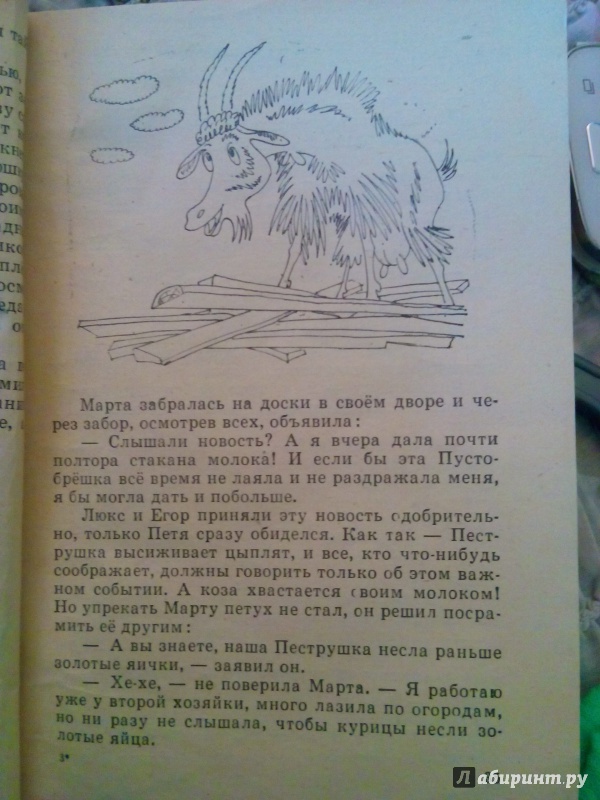 Марта забралась на доски в своём дворе и че-
рез забор, осмотрев всех, объявила:
— Слышали новость? А я вчера дала почти
полтора стакана молока! И если бы эта Пусто-
брёшка всё время не лаяла и не раздражала меня,
я бы могла дать и побольше.
Люкс и Егор приняли эту новость одобритель-
но, только Петя сразу обиделся. Как так — Пест-
рушка высиживает цыплят, и все, кто что-нибудь
соображает, должны говорить только об этом важ-
ном событии. А коза хвастается своим молоком!
Но упрекать Марту петух не стал, он решил посра-
мить её другим:
— А вы знаете, наша Пеструшка несла раньше
золотые яички, — заявил он.
— Хе-хе, — не поверила Марта. — Я работаю
уже у второй хозяйки, много лазила по огородам,
но ни разу не слышала, чтобы курицы несли зо-
лотые яйца.
3*
Лабиринт.ру